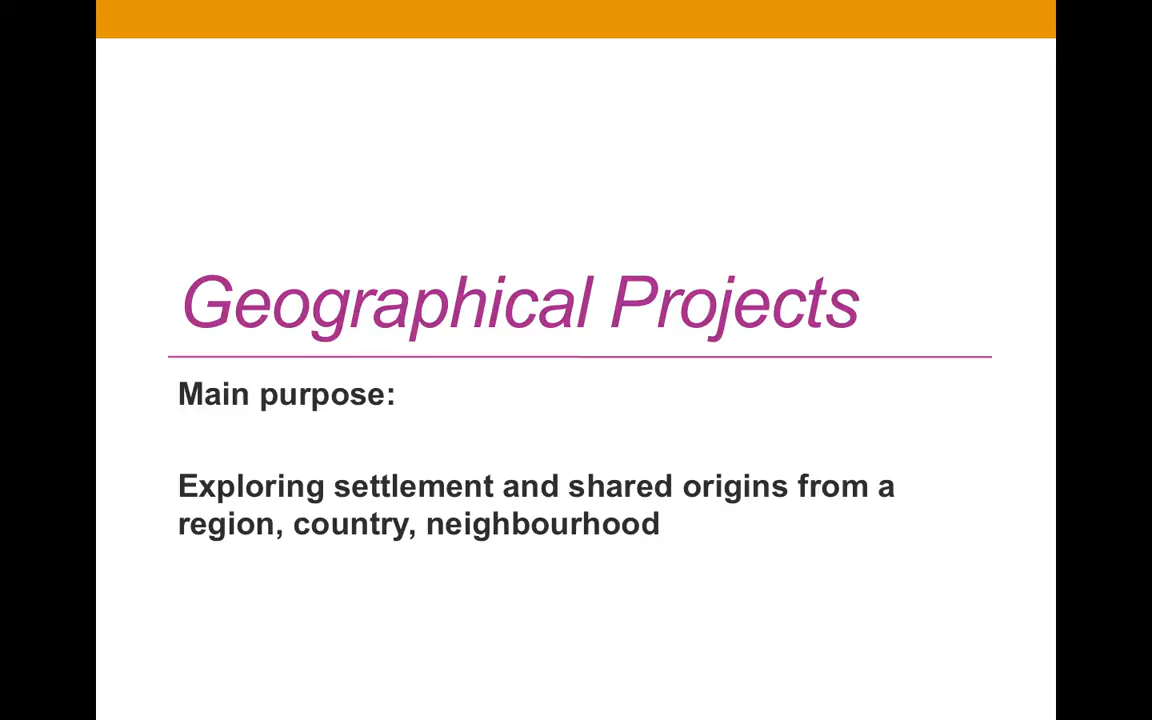 Geographical Projects
Main purpose:
Exploring settlement and shared origins from a
region, country, neighbourhood